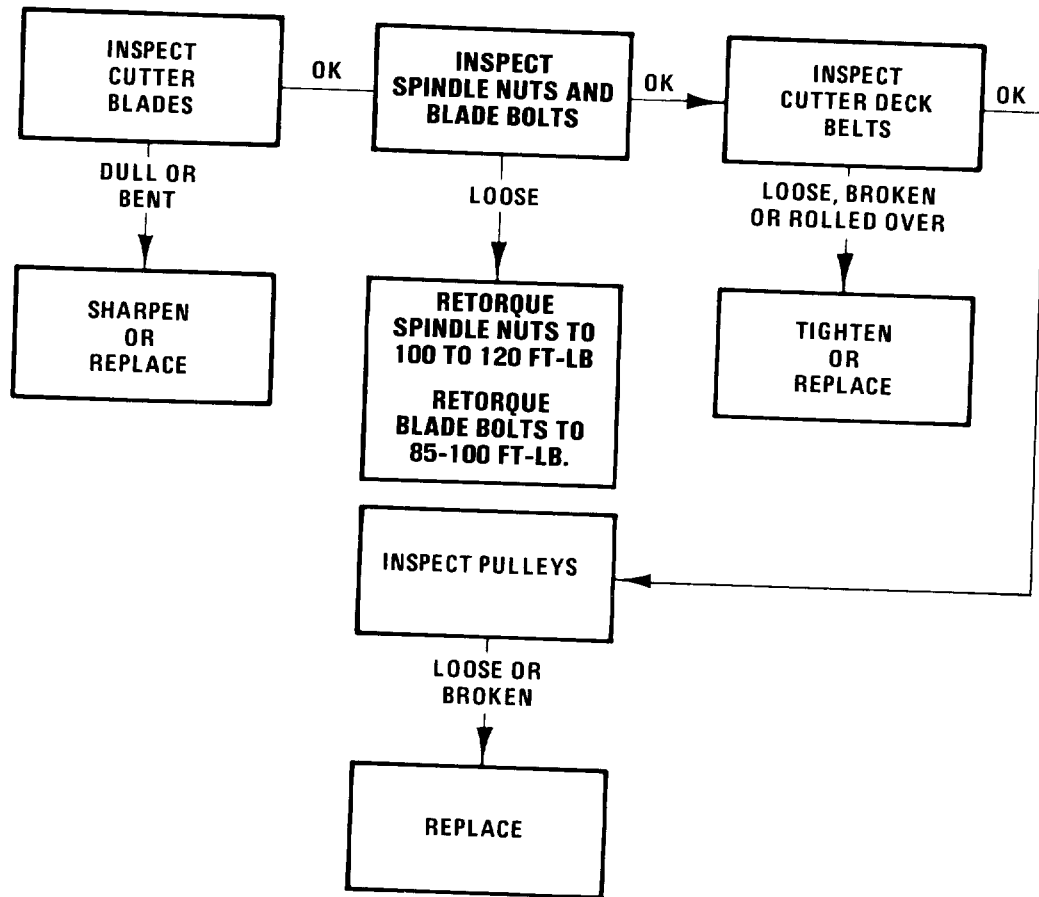 INSPECT
CUTTER
BLADES
OK
INSPECT
SPINDLE NUTS AND
BLADE BOLTS
OK
INSPECT
CUTTER DECK
BELTS
OK
DULL OR
BENT
LOOSE
LOOSE, BROKEN
OR ROLLED OVER
SHARPEN
OR
REPLACE
RETORQUE
SPINDLE NUTS TO
100 TO 120 FT-LB
RETORQUE
BLADE BOLTS TO
85-100 FT-LB.
TIGHTEN
OR
REPLACE
INSPECT PULLEYS
LOOSE OR
BROKEN
REPLACE